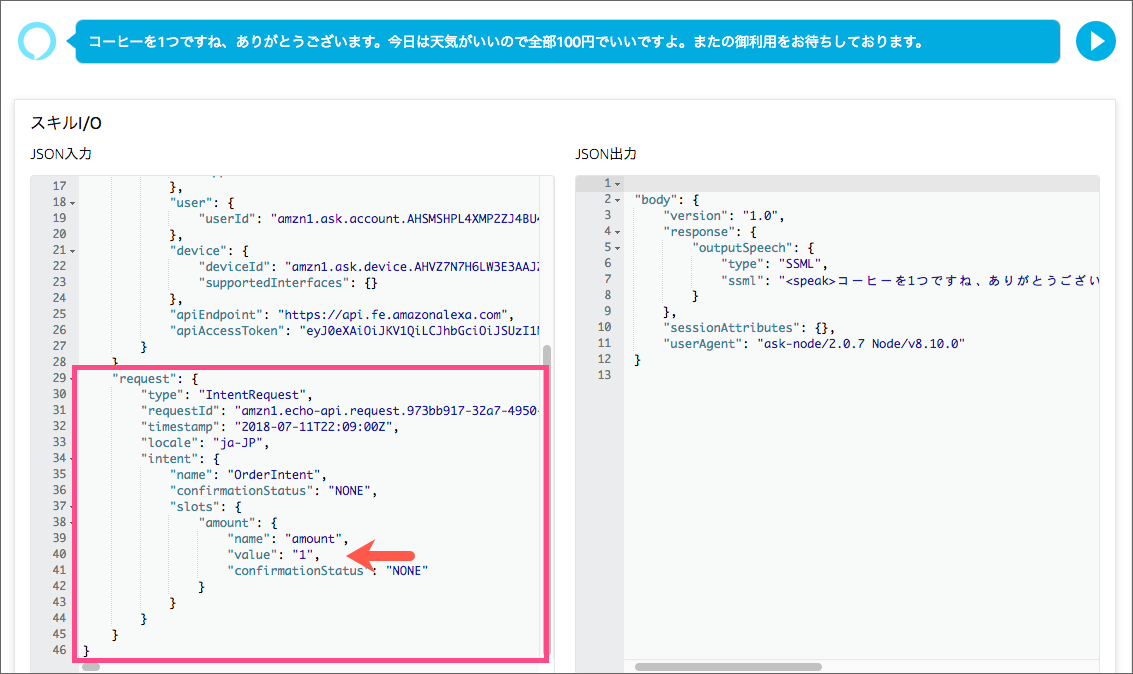 コーヒーを1つですね、ありがとうございます。今日は天気がいいので全部100円でいいですよ。またの御利用をお待ちしております。
スキルI/O
JSON入力
17 },
18 "user": {
19 "userId": "amzn1.ask.account.AHSMSHPL4XMP2ZJ4BU
20 },
21 "device": {
22 "deviceId": "amzn1.ask.device.AHVZ7N7H6LW3E3AAJ
23 "supportedInterfaces": {}
24 },
25 "apiEndpoint": "https://api.fe.amazonalexa.com",
26 "apiAccessToken": "eyJ0eXAiOiJKV1QiLCJhbGciOiJSUzI1
27 }
28 }
29 "request": {
30 "type": "IntentRequest",
31 "requestId": "amzn1.echo-api.request.973bb917-32a7-4950-
32 "timestamp": "2018-07-11T22:09:00Z",
33 "locale": "ja-JP",
34 "intent": {
35 "name": "OrderIntent",
36 "confirmationStatus": "NONE",
37 "slots": {
38 "amount": {
39 "name": "amount",
40 "value": "1",
41 "confirmationStatus": "NONE"
42 }
43 }
44 }
45 }
46 }
JSON出力
1
2 "body": {
3 "version": "1.0",
4 "response": {
5 "outputSpeech": {
6 "type": "SSML",
7 "ssml": "<speak>コーヒーを1つですね、ありがとうござい
8 }
9 },
10 "sessionAttributes": {},
11 "userAgent": "ask-node/2.0.7 Node/v8.10.0"
12 }
13